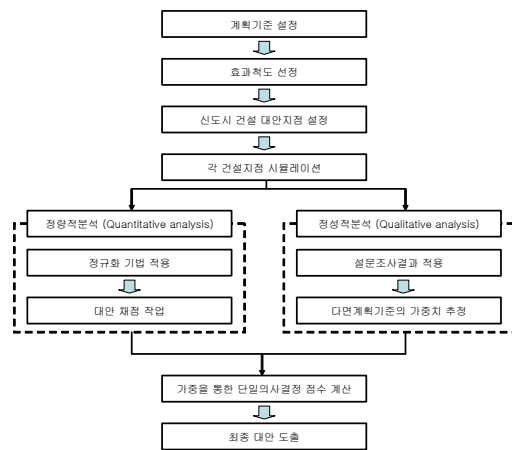 계획기준 설정
효과척도 선정
신도시 건설 대안지점 설정
각 건설지점 시뮬레이션
정량적분석 (Quantitative analysis)
정규화 기법 적용
대안 채점 작업
정성적분석 (Qualitative analysis)
설문조사결과 적용
다면계획기준의 가중치 추정
가중을 통한 단일의사결정 점수 계산
최종 대안 도출